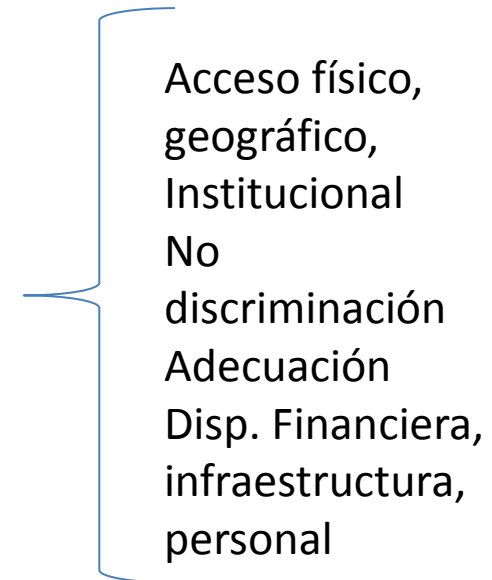 Acceso físico,
geográfico,
Institucional
No
discriminación
Adecuación
Disp. Financiera,
infraestructura,
personal